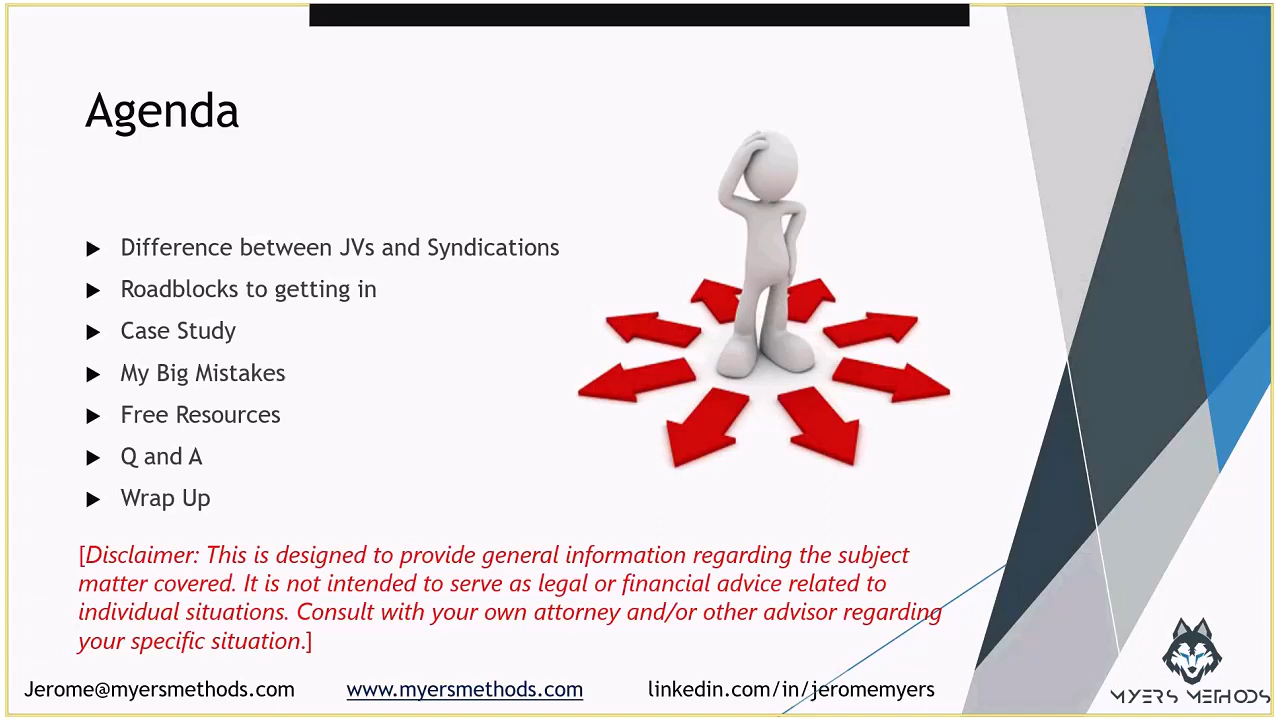 Agenda
Difference between JVs and Syndications
Roadblocks to getting in
Case Study
My Big Mistakes
Free Resources
Q and A
Wrap Up
[Disclaimer: This is designed to provide general information regarding the subject
matter covered. It is not intended to serve as legal or financial advice related to
individual situations. Consult with your own attorney and/or other advisor regarding
your specific situation.]
Jerome@myersmethods.com www.myersmethods.com linkedin.com/in/jeromemyers
MYERS METHODS